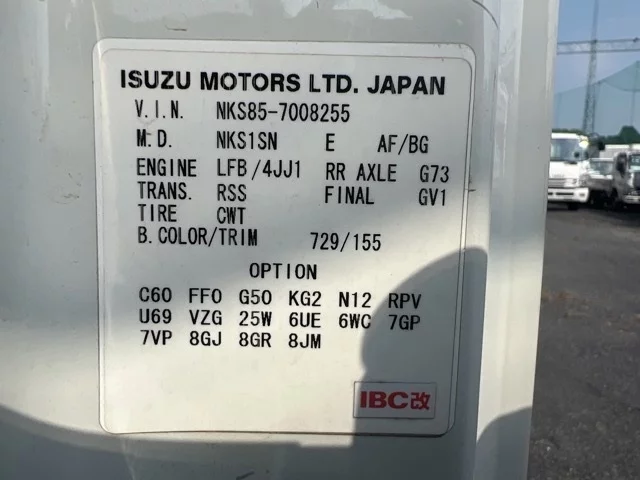 ISUZU MOTORS LTD. JAPAN
V.I.N. NKS85-7008255
M.D. NKS1SN E AF/BG
ENGINE LFB/4JJ1 RR AXLE G73
TRANS. RSS FINAL GV1
TIRE CWT
B.COLOR/TRIM 729/155
OPTION
C60 FF0 G50 KG2 N12 RPV
U69 VZG 25W 6UE 6WC 7GP
7VP 8GJ 8GR 8JM
IBC改